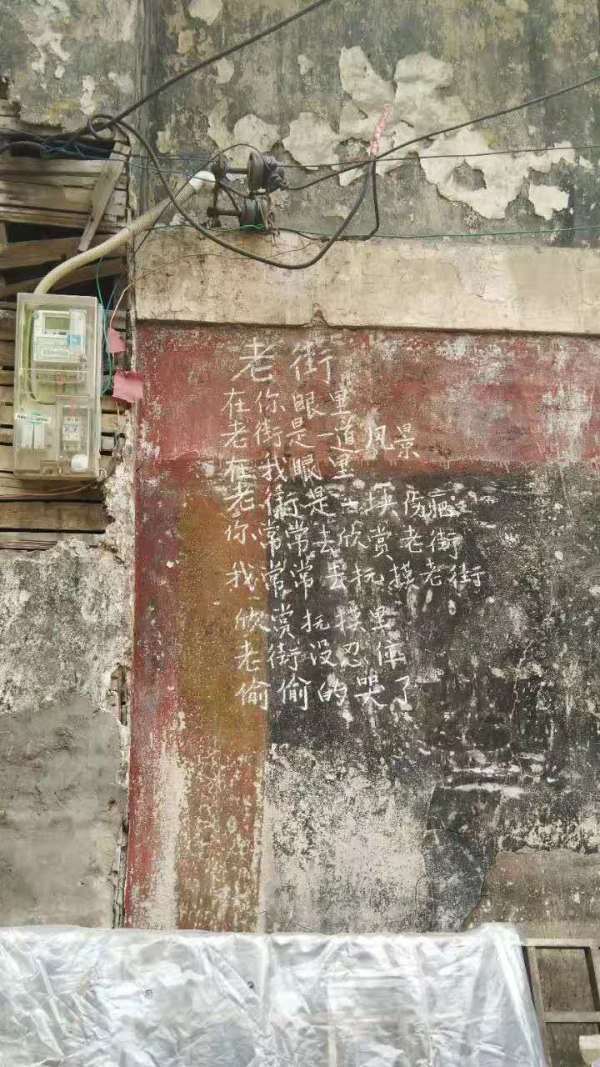 老街
在你眼里
老街是一道风景
在我眼里
老街是一伤疤
你常常去欣赏老街
我常常去抚摸老街
欣赏抚摸里
老街没忍住
偷偷的哭了